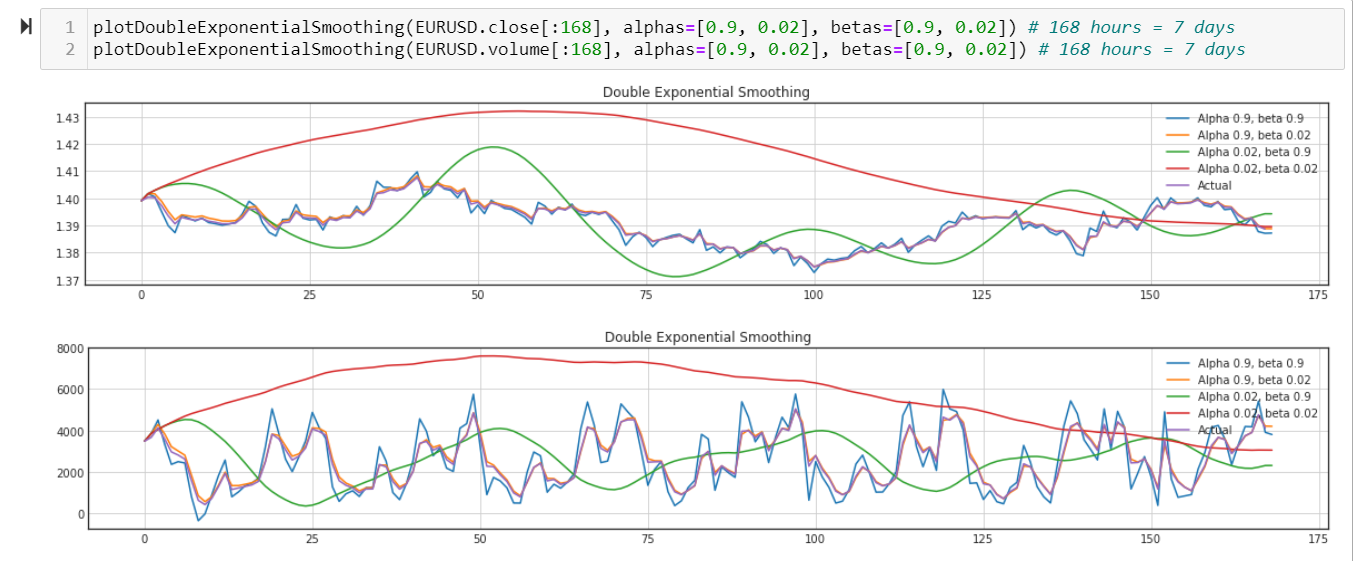 1 plotDoubleExponentialSmoothing(EURUSD.close[:168], alphas=[0.9, 0.02], betas=[0.9, 0.02]) # 168 hours = 7 days
2 plotDoubleExponentialSmoothing(EURUSD.volume[:168], alphas=[0.9, 0.02], betas=[0.9, 0.02]) # 168 hours = 7 days
Double Exponential Smoothing
1.43
1.42
1.41
1.40
1.39
1.38
1.37
Alpha 0.9, beta 0.9
Alpha 0.9, beta 0.02
Alpha 0.02, beta 0.9
Alpha 0.02, beta 0.02
Actual
0 25 50 75 100 125 150 175
Double Exponential Smoothing
8000
6000
4000
2000
0
Alpha 0.9, beta 0.9
Alpha 0.9, beta 0.02
Alpha 0.02, beta 0.9
Alpha 0.02, beta 0.02
Actual
0 25 50 75 100 125 150 175